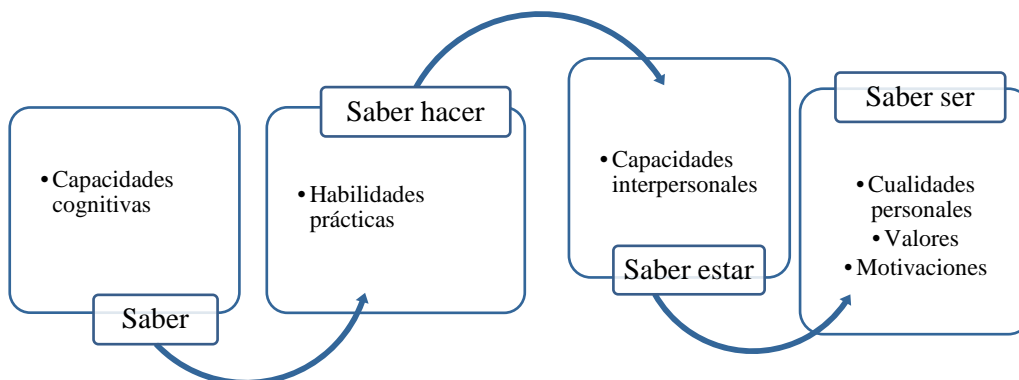 • Capacidades
cognitivas
Saber
Saber hacer
• Habilidades
prácticas
• Capacidades
interpersonales
Saber estar
Saber ser
• Cualidades
personales
• Valores
• Motivaciones